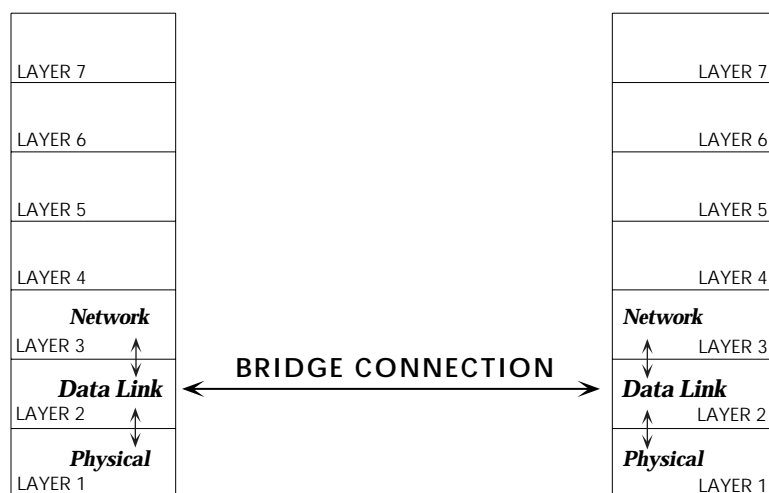 LAYER 7
LAYER 7
LAYER 6
LAYER 6
LAYER 5
LAYER 5
LAYER 4
LAYER 4
Network
Network
LAYER 3
LAYER 3
BRIDGE CONNECTION
Data Link
Data Link
LAYER 2
LAYER 2
Physical
Physical
LAYER 1
LAYER 1